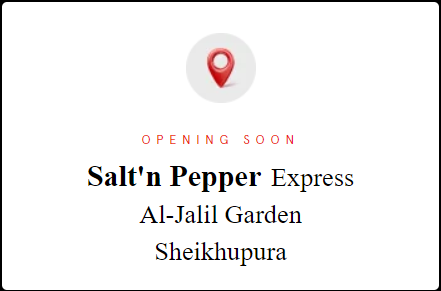 OPENING SOON
Salt'n Pepper Express
Al-Jalil Garden
Sheikhupura